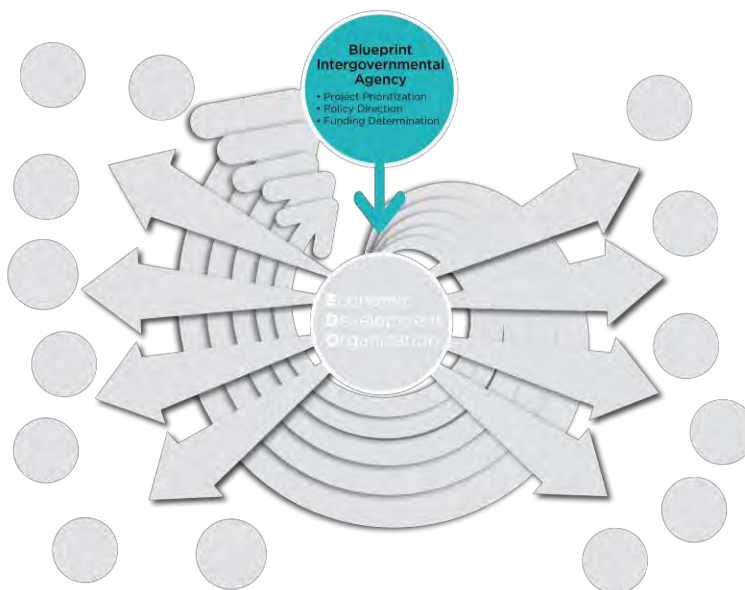 Blueprint
Intergovernmental
Agency
• Project Prioritization
• Policy Direction
• Funding Determination
Economic
Development
Organization